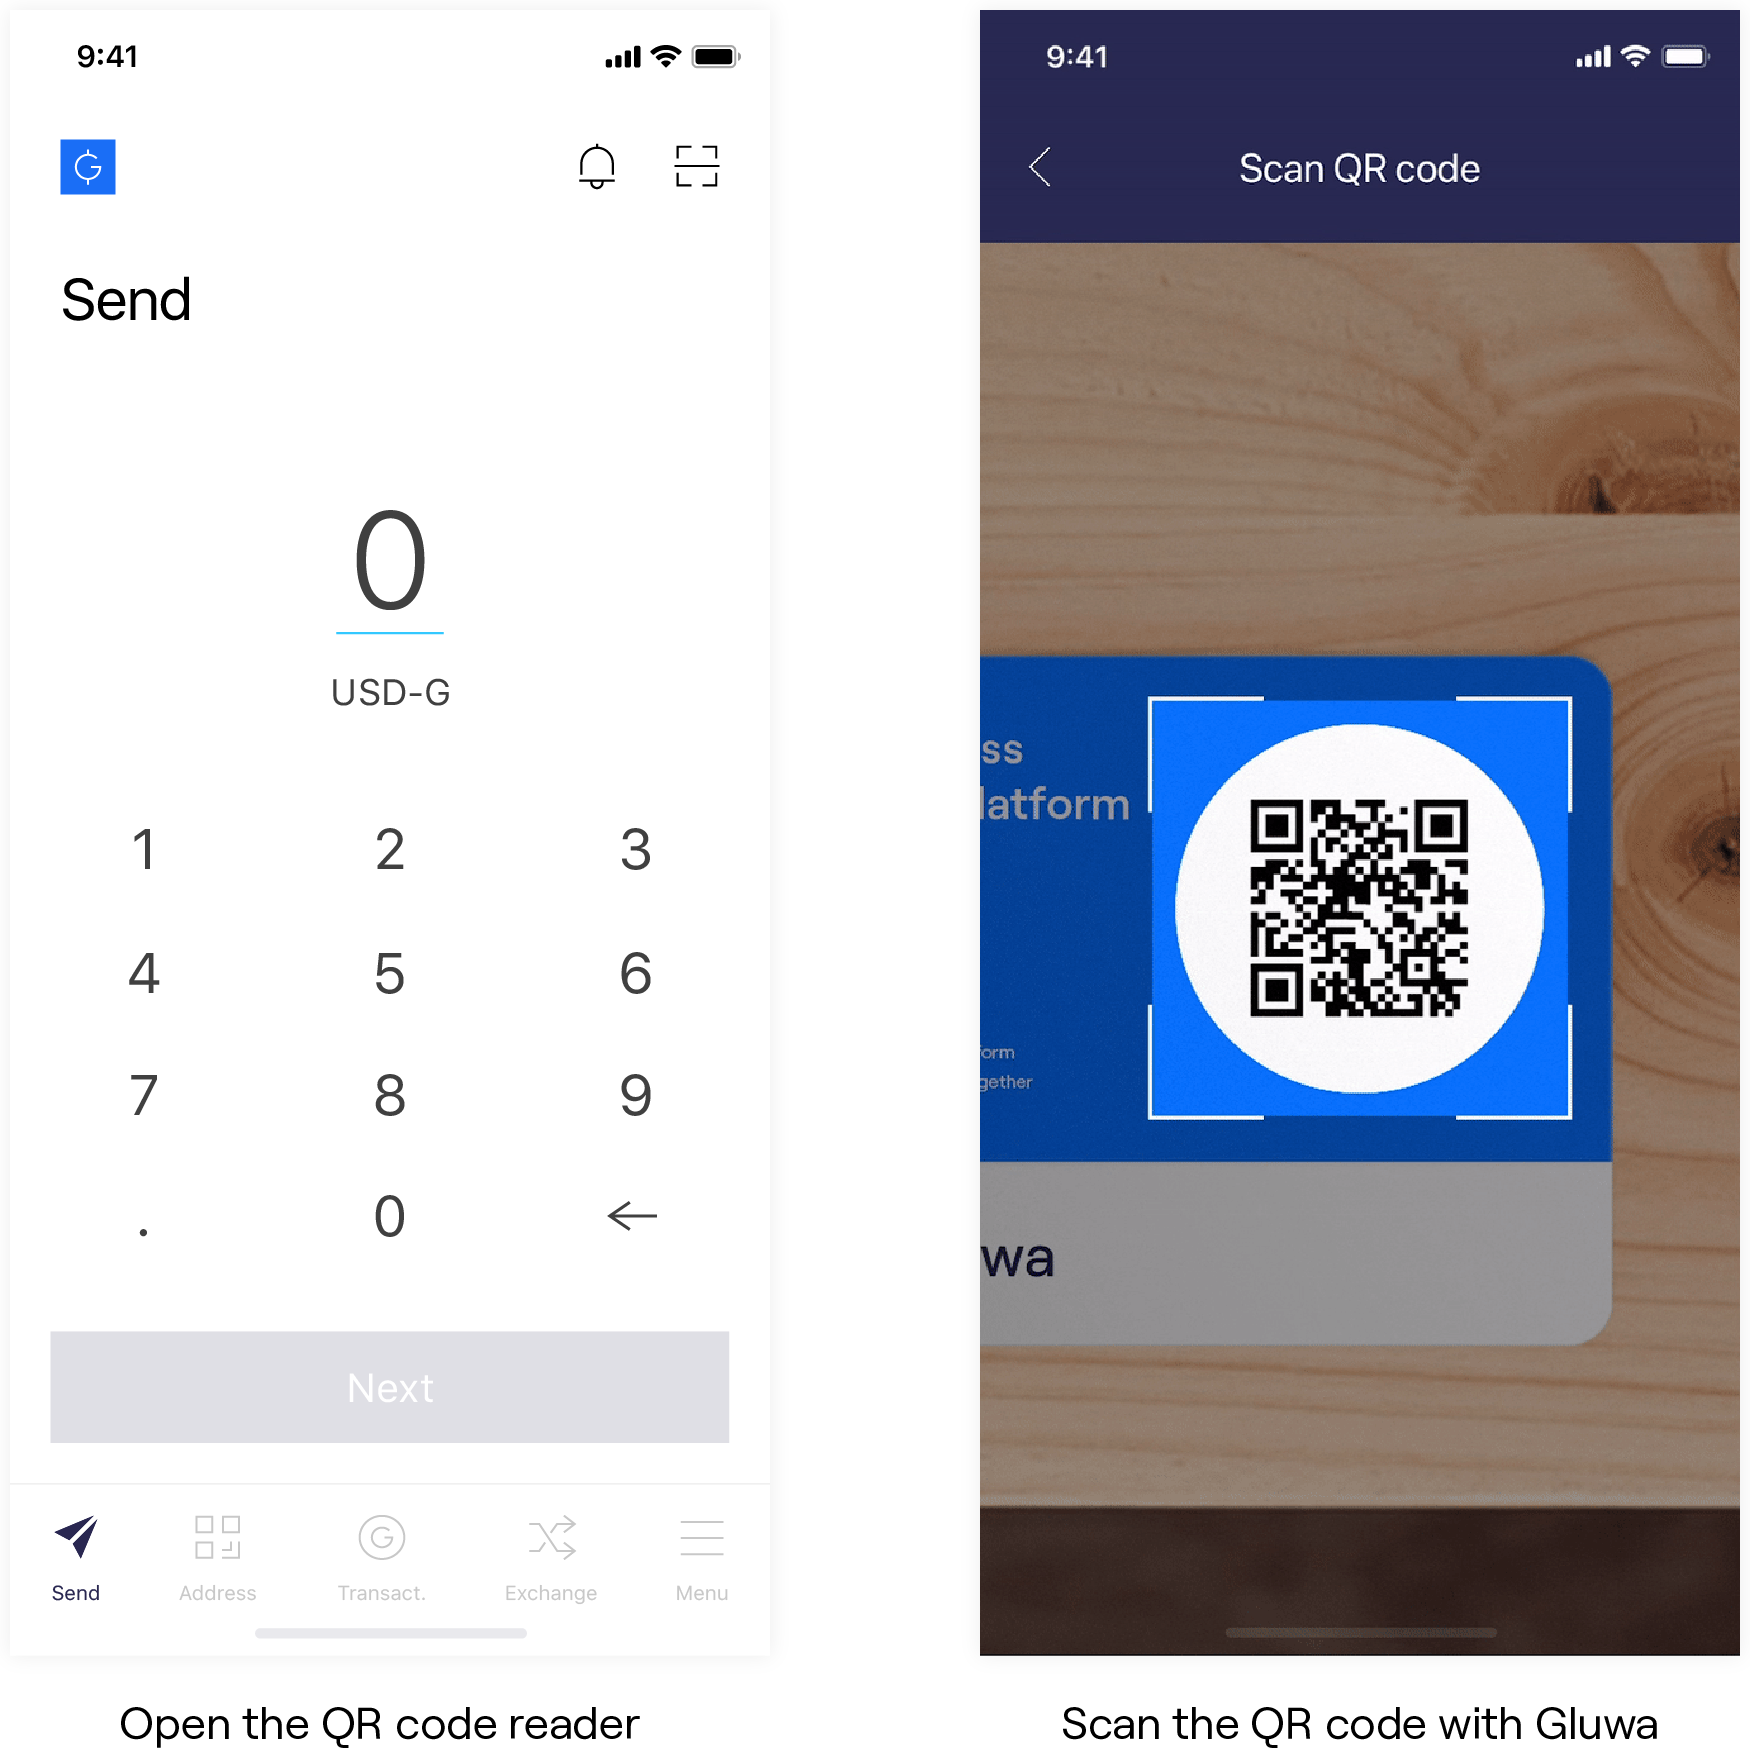 9:41
Send
0
USD-G
1 2 3
4 5 6
7 8 9
. 0
Next
Send Address Transact. Exchange Menu
Open the QR code reader
9:41
Scan QR code
ss
latform
form
gether
wa
Scan the QR code with Gluwa